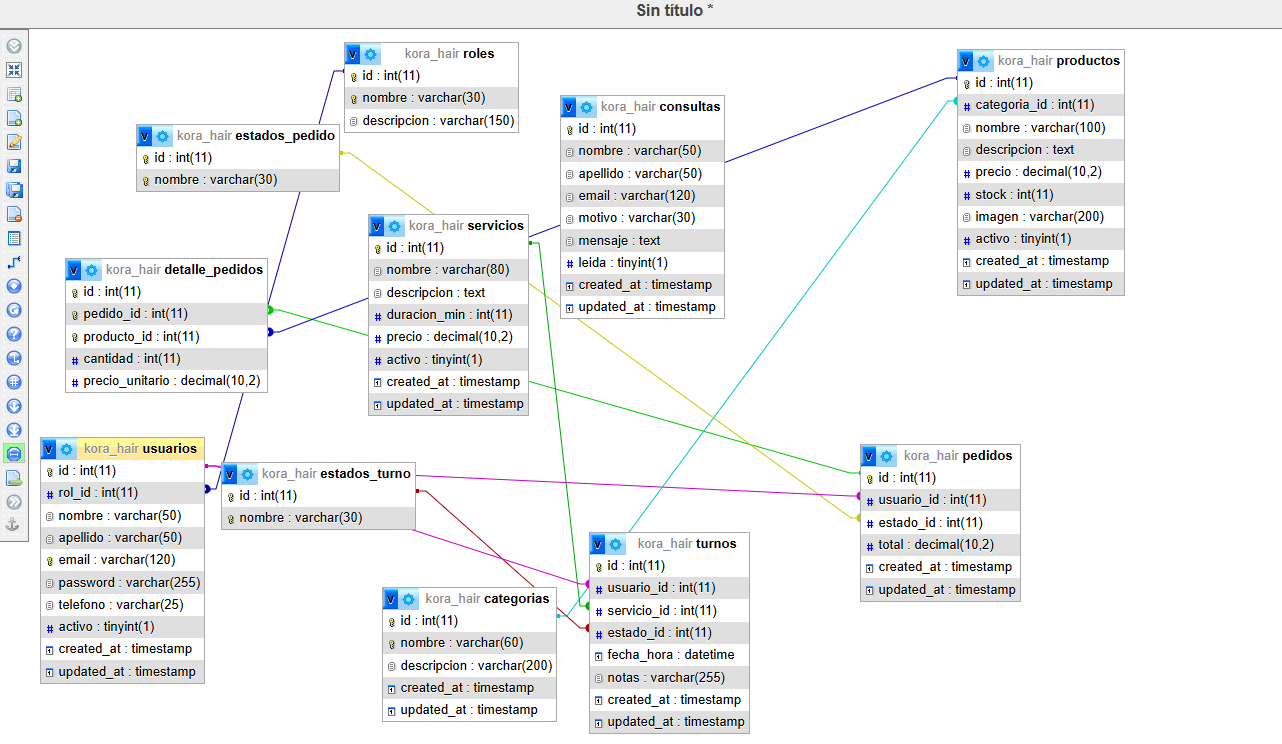 Sin título *
kora_hair roles
id : int(11)
nombre : varchar(30)
descripcion : varchar(150)
kora_hair productos
id : int(11)
categoria_id : int(11)
nombre : varchar(100)
descripcion : text
precio : decimal(10,2)
stock : int(11)
imagen : varchar(200)
activo : tinyint(1)
created_at : timestamp
updated_at : timestamp
kora_hair consultas
id : int(11)
nombre : varchar(50)
apellido : varchar(50)
email : varchar(120)
motivo : varchar(30)
mensaje : text
leida : tinyint(1)
created_at : timestamp
updated_at : timestamp
kora_hair estados_pedido
id : int(11)
nombre : varchar(30)
kora_hair servicios
id : int(11)
nombre : varchar(80)
descripcion : text
duracion_min : int(11)
precio : decimal(10,2)
activo : tinyint(1)
created_at : timestamp
updated_at : timestamp
kora_hair detalle_pedidos
id : int(11)
pedido_id : int(11)
producto_id : int(11)
cantidad : int(11)
precio_unitario : decimal(10,2)
kora_hair usuarios
id : int(11)
rol_id : int(11)
nombre : varchar(50)
apellido : varchar(50)
email : varchar(120)
password : varchar(255)
telefono : varchar(25)
activo : tinyint(1)
created_at : timestamp
updated_at : timestamp
kora_hair estados_turno
id : int(11)
nombre : varchar(30)
kora_hair pedidos
id : int(11)
usuario_id : int(11)
estado_id : int(11)
total : decimal(10,2)
created_at : timestamp
updated_at : timestamp
kora_hair turnos
id : int(11)
usuario_id : int(11)
servicio_id : int(11)
estado_id : int(11)
fecha_hora : datetime
notas : varchar(255)
created_at : timestamp
updated_at : timestamp
kora_hair categorias
id : int(11)
nombre : varchar(60)
descripcion : varchar(200)
created_at : timestamp
updated_at : timestamp